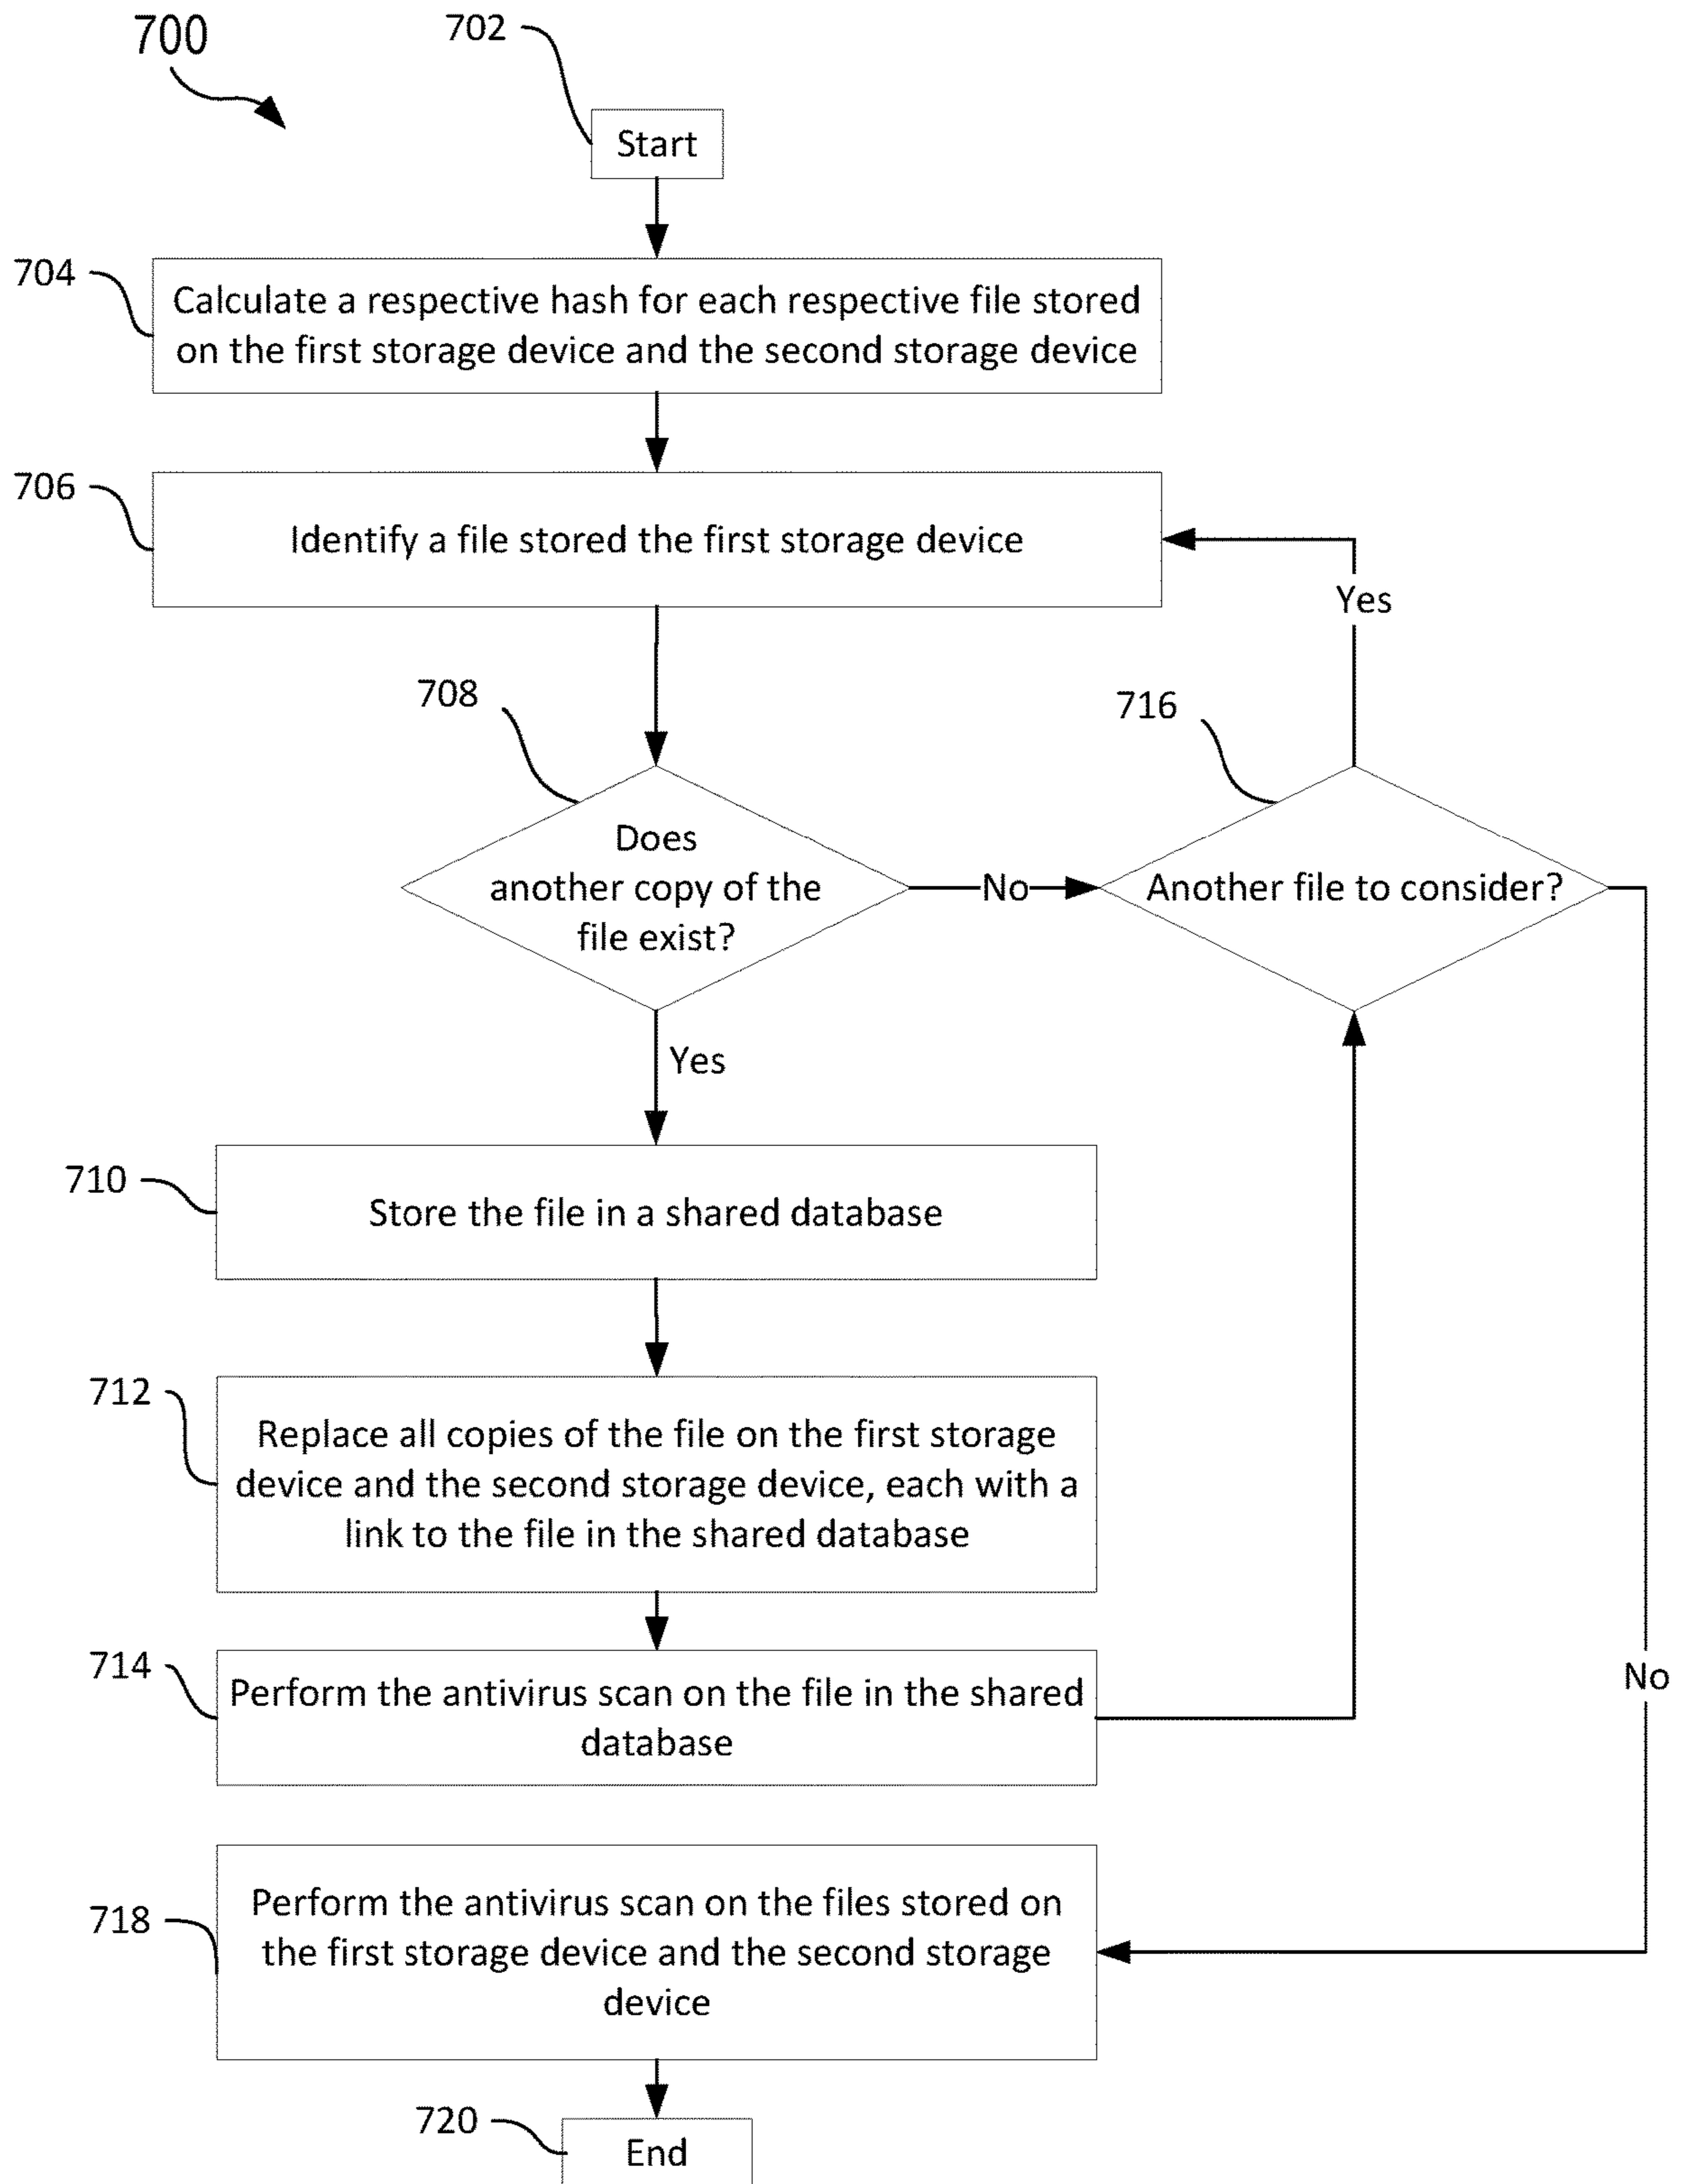 700
702
Start
704
Calculate a respective hash for each respective file stored
on the first storage device and the second storage device
706
Identify a file stored the first storage device
Yes
708
716
Does
another copy of the
file exist?
No
Another file to consider?
Yes
710
Store the file in a shared database
712
Replace all copies of the file on the first storage
device and the second storage device, each with a
link to the file in the shared database
714
Perform the antivirus scan on the file in the shared
database
No
718
Perform the antivirus scan on the files stored on
the first storage device and the second storage
device
720
End